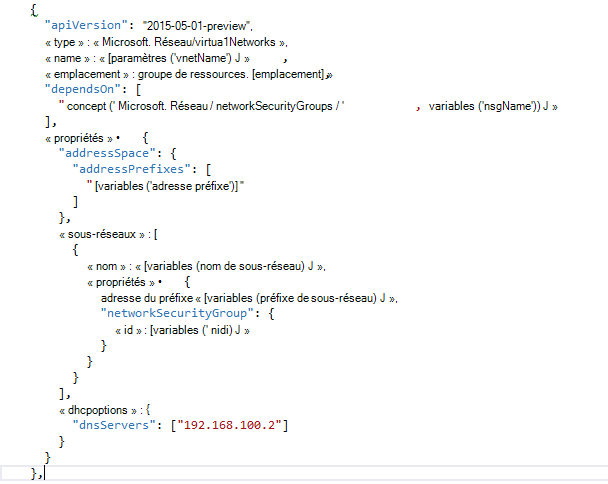 {
"apiVersion": "2015-05-01-preview",
« type » : « Microsoft. Réseau/virtua1Networks »,
« name » : « [paramètres ('vnetName') J » ,
« emplacement » : groupe de ressources. [emplacement] »
"dependsOn": [
" concept (' Microsoft. Réseau / networkSecurityGroups / ' , variables ('nsgName')) J »
],
« propriétés » • {
"addressSpace": {
"addressPrefixes": [
" [variables ('adresse préfixe')] "
]
},
« sous-réseaux » : [
{
« nom » : « [variables (nom de sous-réseau) J »,
« propriétés » • {
adresse du préfixe « [variables (préfixe de sous-réseau) J »,
"networkSecurityGroup": {
« id » : [variables (' nidi) J »
}
}
}
],
« dhcpoptions » : {
"dnsServers": ["192.168.100.2"]
}
}
},